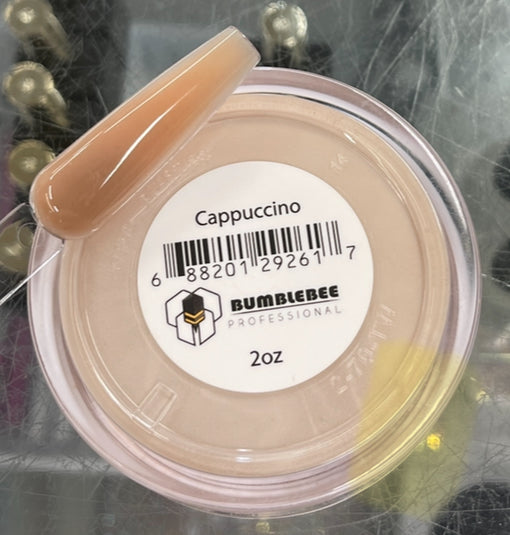 Cappuccino
6 88201 29261 7
BUMBLEBEE
PROFESSIONAL
2oz